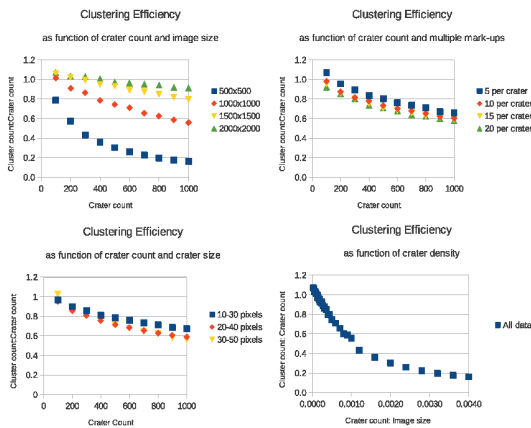 Clustering Efficiency
as function of crater count and image size
Cluster count:Crater count
1.2
1.0
0.8
0.6
0.4
0.2
0.0
0 200 400 600 800 1000
Crater count
500x500
1000x1000
1500x1500
2000x2000
Clustering Efficiency
as function of crater count and multiple mark-ups
Cluster count:Crater count
1.2
1.0
0.8
0.6
0.4
0.2
0.0
0 200 400 600 800 1000
Crater count
5 per crater
10 per crater
15 per crater
20 per crater
Clustering Efficiency
as function of crater count and crater size
Cluster count:Crater count
1.2
1
0.8
0.6
0.4
0.2
0
0 200 400 600 800 1000
Crater Count
10-30 pixels
20-40 pixels
30-50 pixels
Clustering Efficiency
as function of crater density
Cluster count: Crater count
1.2
1
0.8
0.6
0.4
0.2
0
0.0000 0.0010 0.0020 0.0030 0.0040
Crater count: Image size
All data